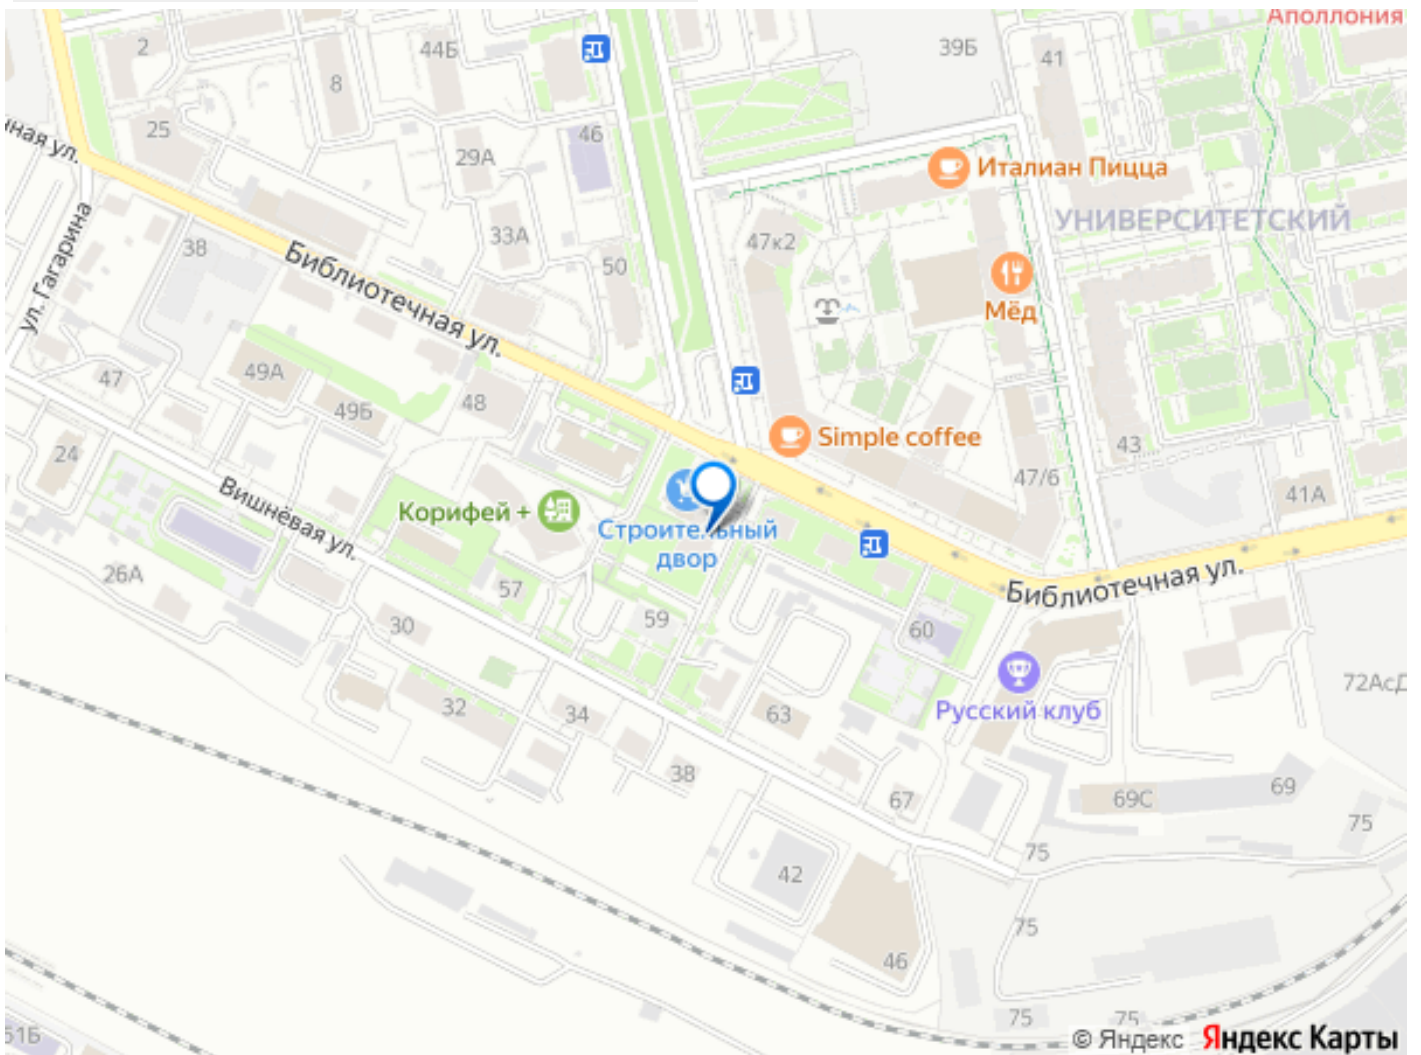 Аполлония
2
44Б
39Б
41
8
25
46
29А
Италиан Пицца
УНИВЕРСИТЕТСКИЙ
ная ул.
ул. Гагарина
38
33А
47к2
50
Библиотечная ул.
Мёд
47
49А
49Б
48
Simple coffee
43
24
47/6
41А
Вишнёвая ул.
Корифей +
Строительный
двор
26А
57
59
30
60
Библиотечная ул.
72АсД
Русский клуб
32
34
63
38
69С
69
67
75
75
42
75
46
75
75
51Б
© Яндекс Яндекс Карты